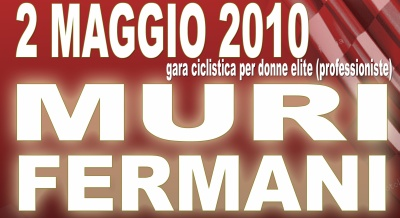 2 MAGGIO 2010
gara ciclistica per donne elite (professioniste)
MURI
FERMANI